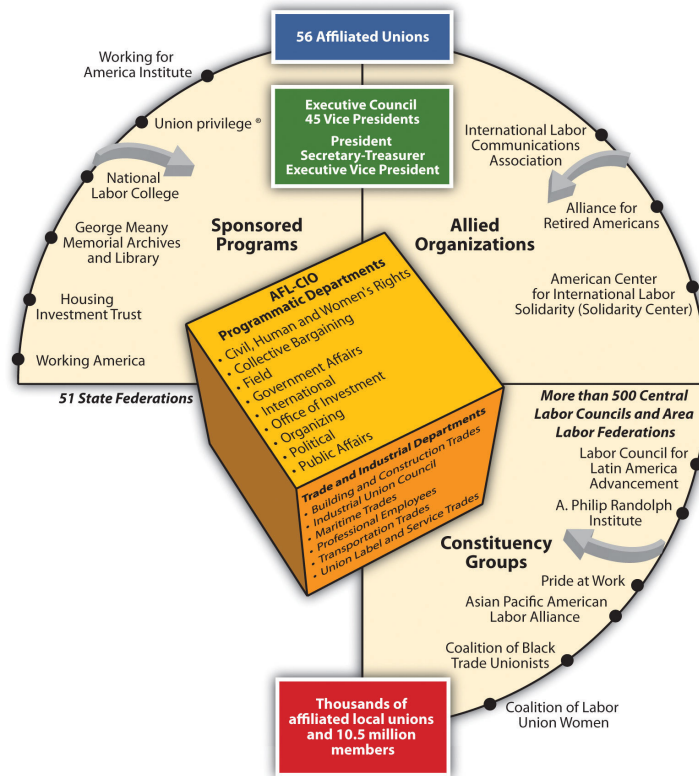 56 Affiliated Unions
Executive Council
45 Vice Presidents
President
Secretary-Treasurer
Executive Vice President
Working for
America Institute
Union privilege ®
National
Labor College
George Meany
Memorial Archives
and Library
Housing
Investment Trust
Working America
Sponsored
Programs
51 State Federations
International Labor
Communications
Association
Alliance for
Retired Americans
American Center
for International Labor
Solidarity (Solidarity Center)
Allied
Organizations
AFL-CIO
Programmatic Departments
• Civil, Human and Women's Rights
• Collective Bargaining
• Field
• Government Affairs
• International
• Office of Investment
• Organizing
• Political
• Public Affairs
Trade and Industrial Departments
• Building and Construction Trades
• Industrial Union Council
• Maritime Trades
• Professional Employees
• Transportation Trades
• Union Label and Service Trades
More than 500 Central
Labor Councils and Area
Labor Federations
Labor Council for
Latin America
Advancement
A. Philip Randolph
Institute
Constituency
Groups
Pride at Work
Asian Pacific American
Labor Alliance
Coalition of Black
Trade Unionists
Coalition of Labor
Union Women
Thousands of
affiliated local unions
and 10.5 million
members